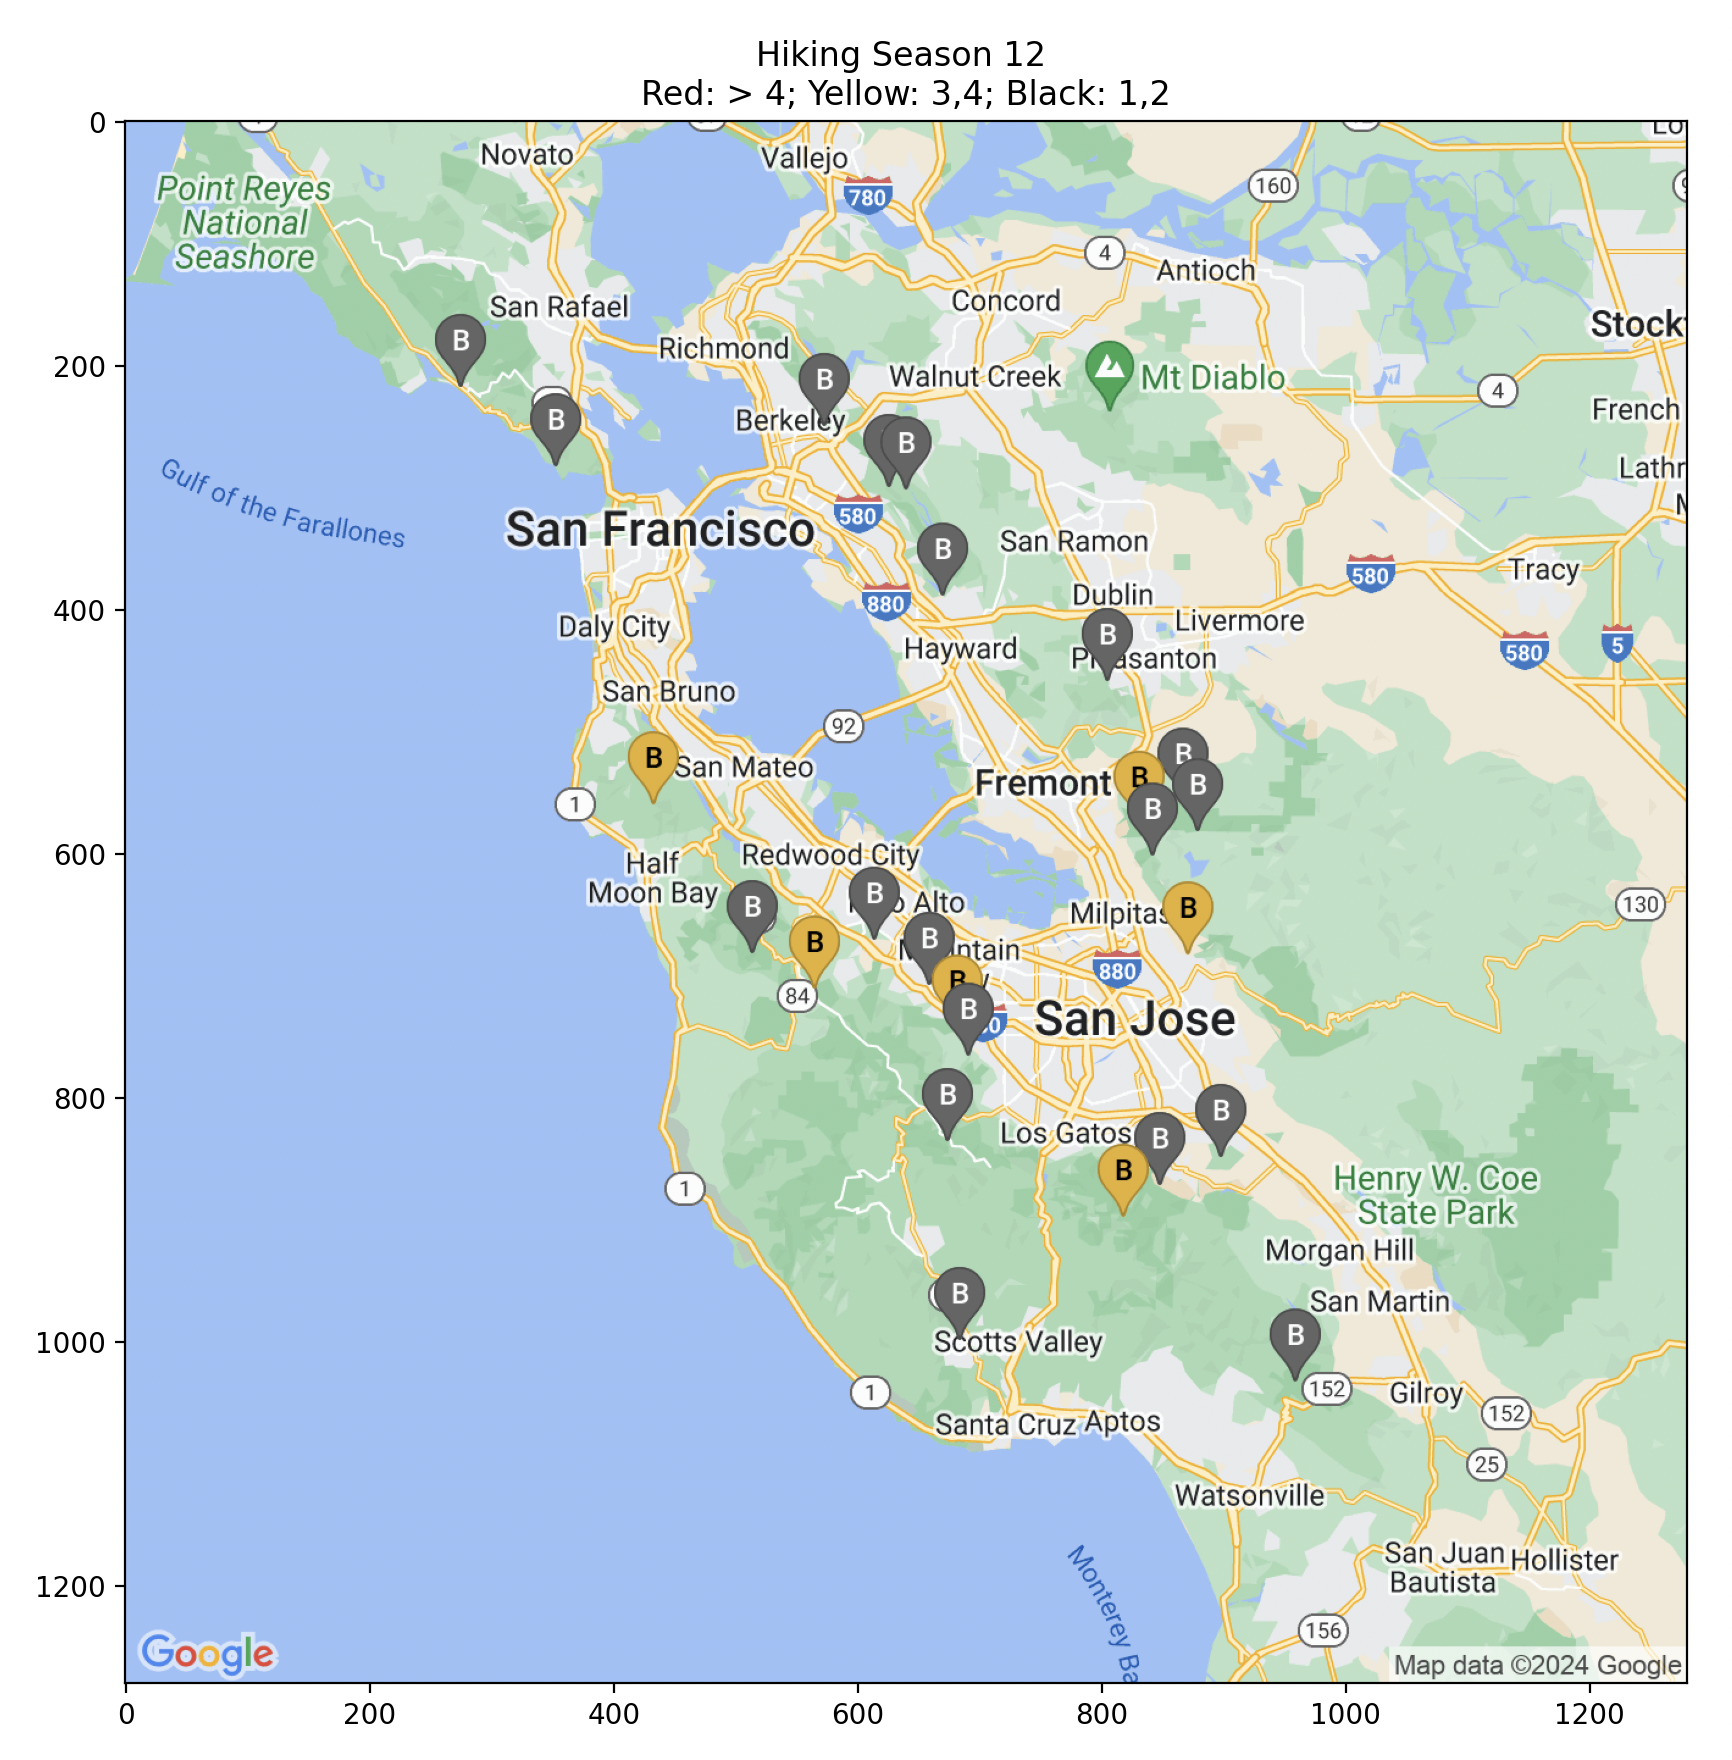 Hiking Season 12
Red: > 4; Yellow: 3,4; Black: 1,2
0
200
400
600
800
1000
1200
Novato
Vallejo
Point Reyes
National
Seashore
780
160
4
Antioch
San Rafael
Concord
Stock
B
Richmond
B
Walnut Creek
Mt Diablo
4
B
Berkeley
B
French
Gulf of the Farallones
Lathr
San Francisco
580
B
San Ramon
580
Tracy
880
Dublin
Daly City
B
Livermore
Hayward
580
5
San Bruno
92
B
San Mateo
Fremont
B
B
B
B
1
Redwood City
Half
Moon Bay
B
B
Alto
Milpitas
B
130
B
B
880
B
84
B
San Jose
B
Los Gatos
B
B
B
1
Henry W. Coe
State Park
Morgan Hill
B
San Martin
Scotts Valley
B
1
152
Gilroy
152
Santa Cruz
Aptos
25
Watsonville
San Juan
Bautista
Hollister
Monterey Ba
156
Google
Map data ©2024 Google
0
200
400
600
800
1000
1200